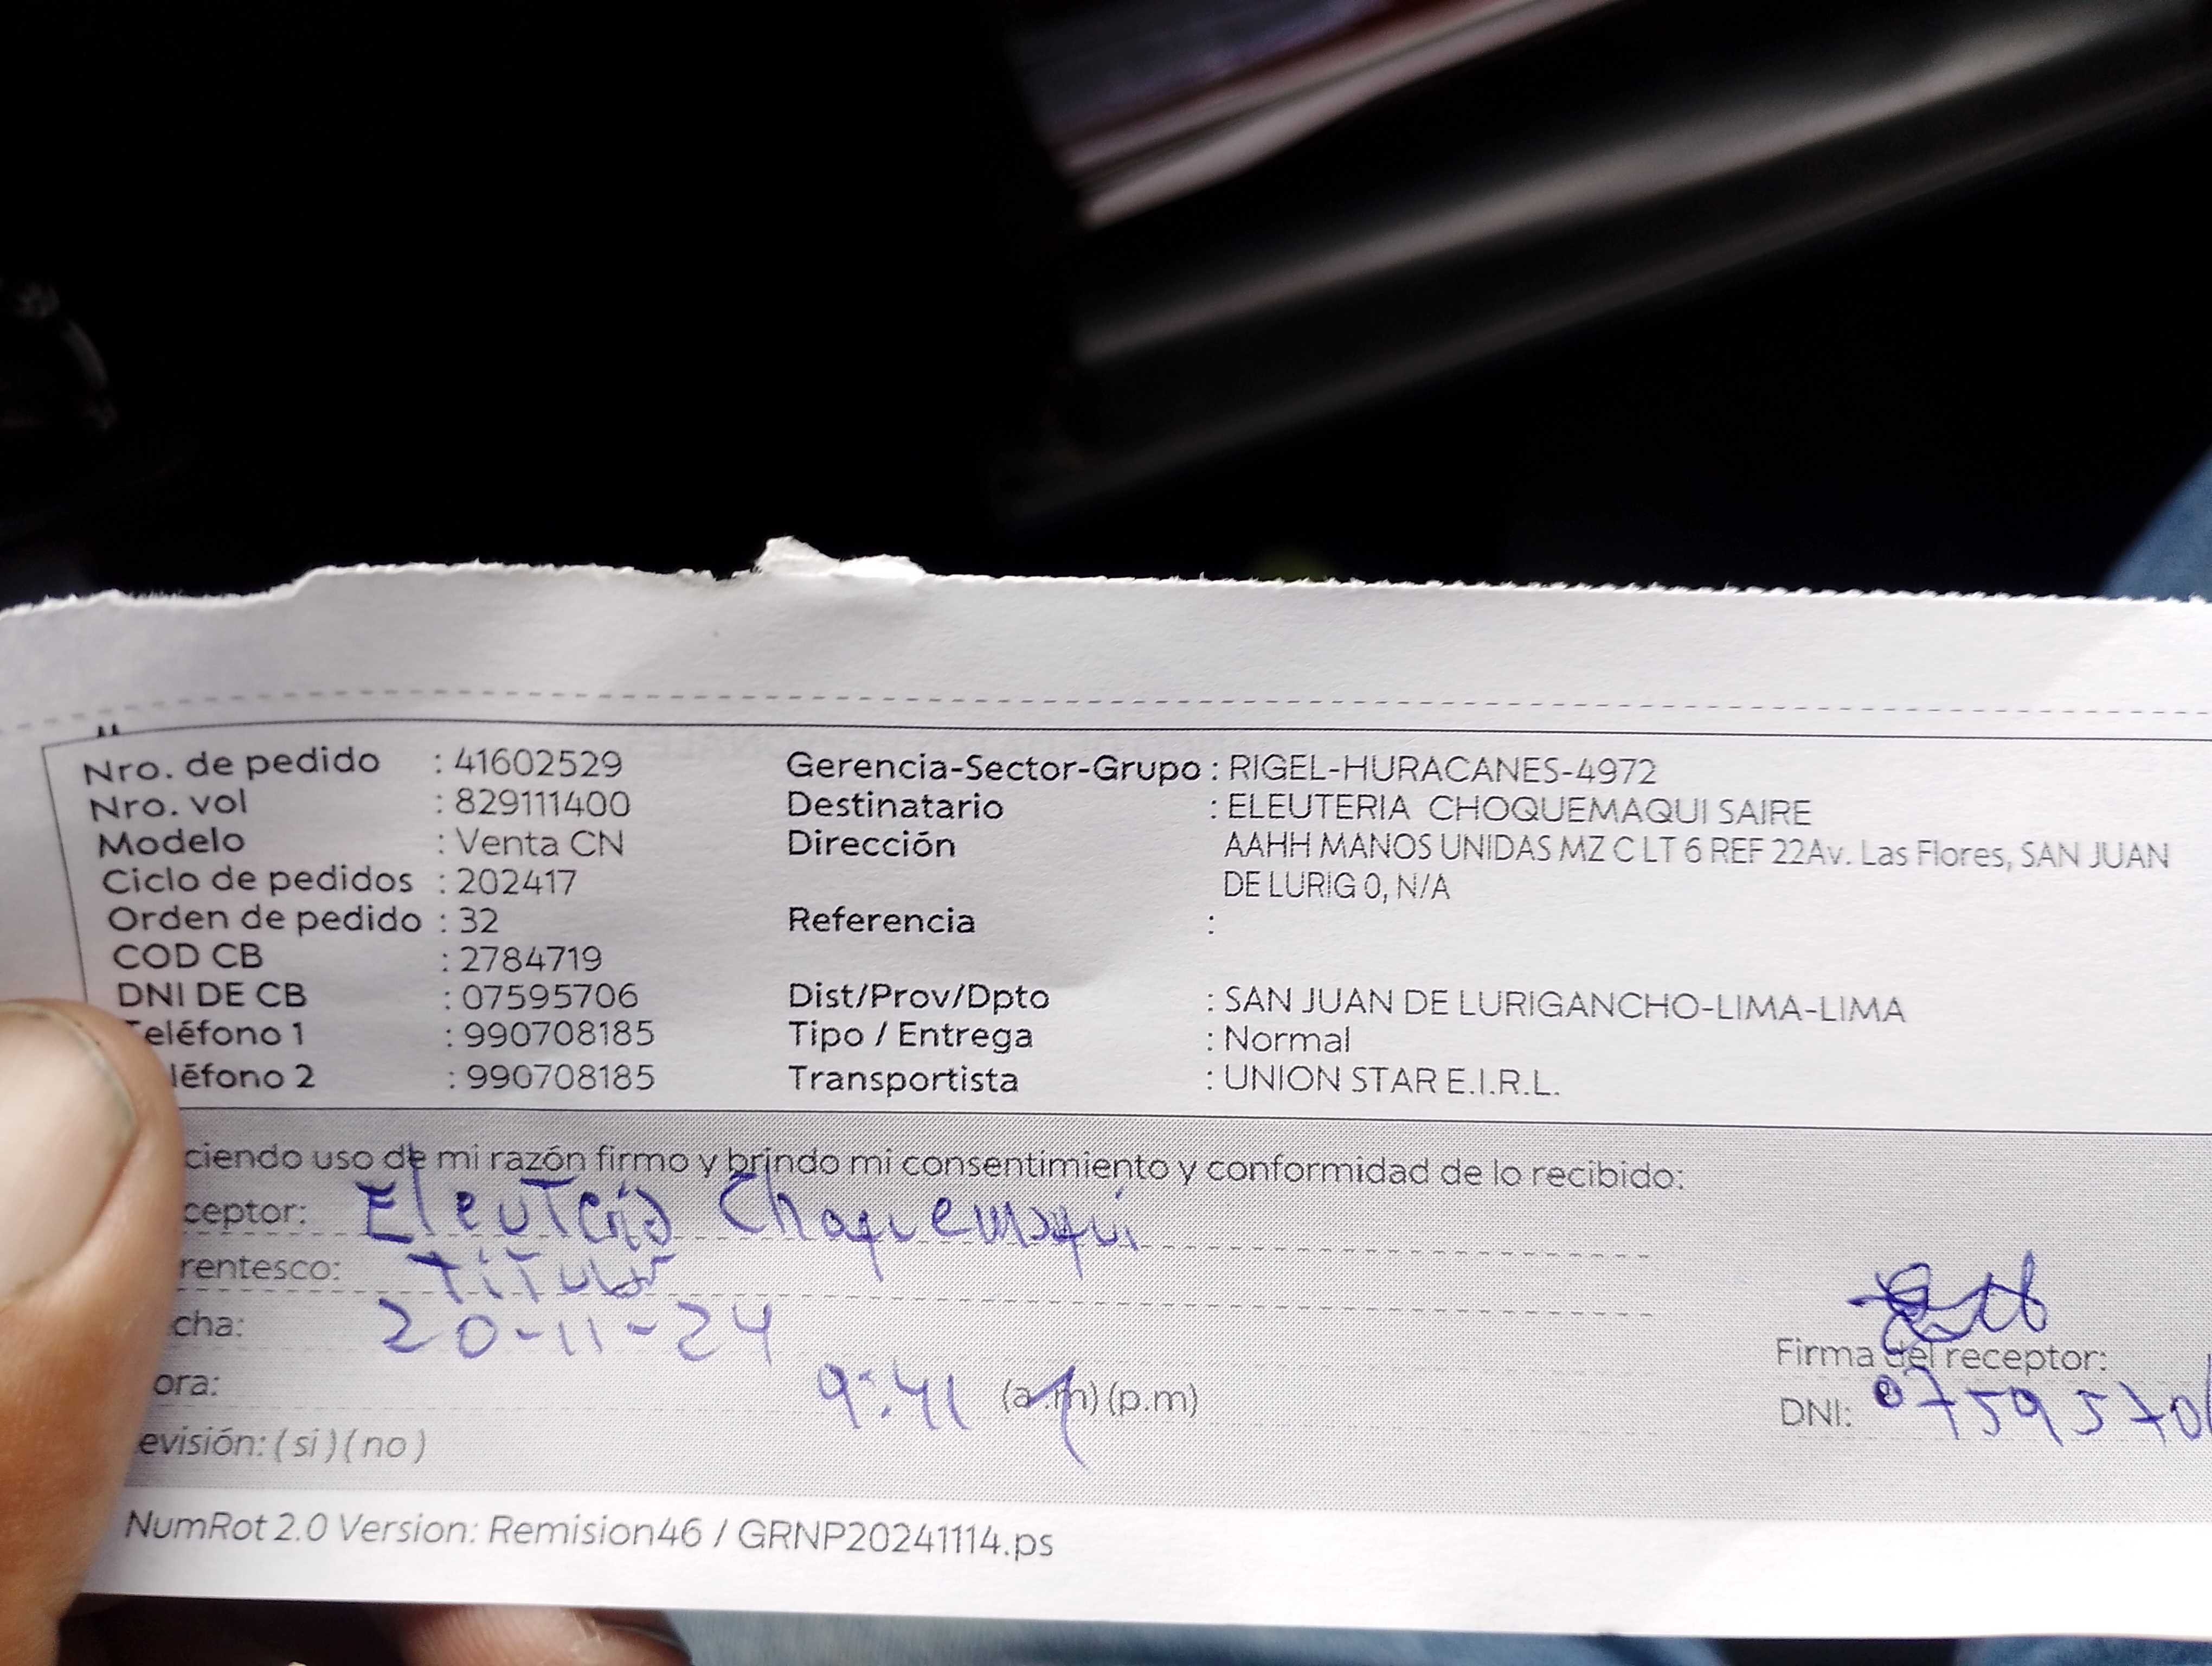 Nro. de pedido : 41602529 Gerencia-Sector-Grupo : RIGEL-HURACANES-4972
Nro. vol : 829111400 Destinatario : ELEUTERIA CHOQUEMAQUI SAIRE
Modelo : Venta CN Dirección AAHH MANOS UNIDAS MZ C LT 6 REF 22Av. Las Flores, SAN JUAN
Ciclo de pedidos : 202417 DE LURIG 0, N/A
Orden de pedido : 32 Referencia :
COD CB : 2784719
DNI DE CB : 07595706 Dist/Prov/Dpto : SAN JUAN DE LURIGANCHO-LIMA-LIMA
eléfono 1 : 990708185 Tipo / Entrega : Normal
léfono 2 : 990708185 Transportista : UNION STAR E.I.R.L.
ciendo uso de mi razón firmo y brindo mi consentimiento y conformidad de lo recibido:
ceptor: Eleuteria Choquemaqui
rentesco: Titular
cha: 20-11-24
Firma del receptor:
ora: 9:41 (a.m) (p.m)
DNI: 0759570
evisión: ( si ) ( no )
NumRot 2.0 Version: Remision46 / GRNP20241114.ps